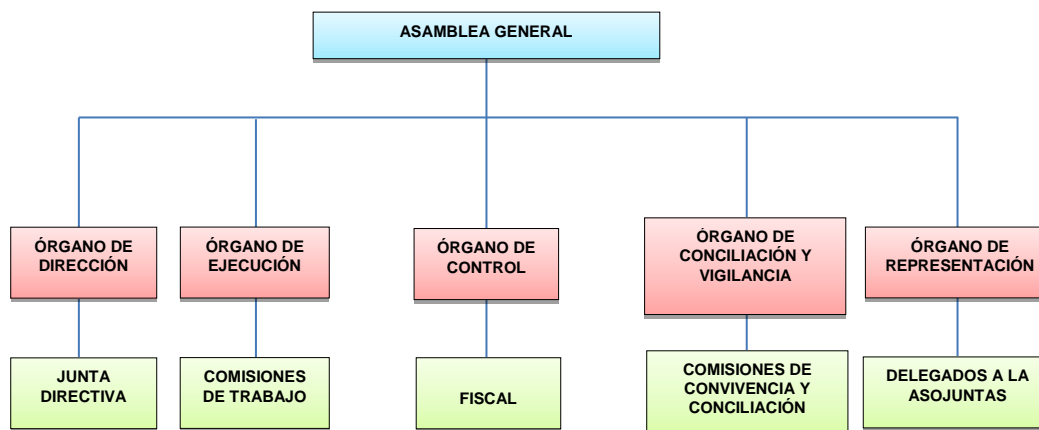 ASAMBLEA GENERAL
ÓRGANO DE
DIRECCIÓN
ÓRGANO DE
EJECUCIÓN
ÓRGANO DE
CONTROL
ÓRGANO DE
CONCILIACIÓN Y
VIGILANCIA
ÓRGANO DE
REPRESENTACIÓN
JUNTA
DIRECTIVA
COMISIONES
DE TRABAJO
FISCAL
COMISIONES DE
CONVIVENCIA Y
CONCILIACIÓN
DELEGADOS A LA
ASOJUNTAS